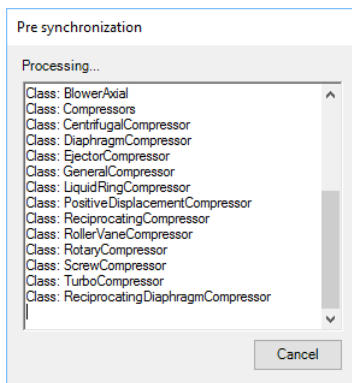 Pre synchronization
Processing...
Class: BlowerAxial
Class: Compressors
Class: CentrifugalCompressor
Class: DiaphragmCompressor
Class: EjectorCompressor
Class: GeneralCompressor
Class: LiquidRingCompressor
Class: PositiveDisplacementCompressor
Class: ReciprocatingCompressor
Class: RollerVaneCompressor
Class: RotaryCompressor
Class: ScrewCompressor
Class: TurboCompressor
Class: ReciprocatingDiaphragmCompressor
Cancel